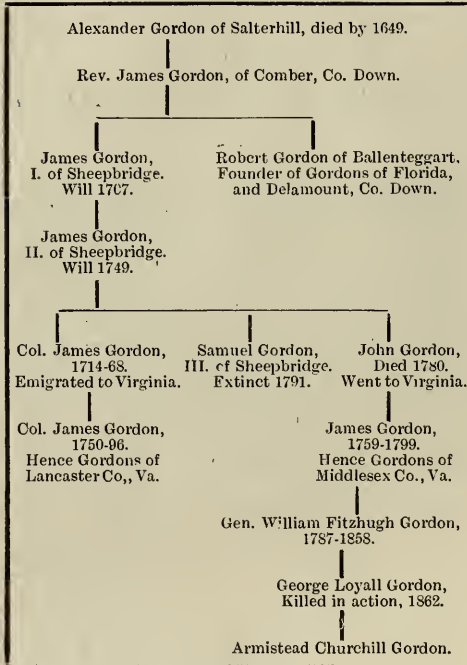 Alexander Gordon of Salterhill, died by 1649.
Rev. James Gordon, of Comber, Co. Down.
James Gordon,
I. of Sheepbridge.
Will 1707.
Robert Gordon of Ballenteggart,
Founder of Gordons of Florida,
and Delamount, Co. Down.
James Gordon,
II. of Sheepbridge.
Will 1749.
Col. James Gordon,
1714-68.
Emigrated to Virginia.
Samuel Gordon,
III. of Sheepbridge.
Extinct 1791.
John Gordon,
Died 1780.
Went to Virginia.
Col. James Gordon,
1750-96.
Hence Gordons of
Lancaster Co,, Va.
James Gordon,
1759-1799.
Hence Gordons of
Middlesex Co., Va.
Gen. William Fitzhugh Gordon,
1787-1858.
George Loyall Gordon,
Killed in action, 1862.
Armistead Churchill Gordon.